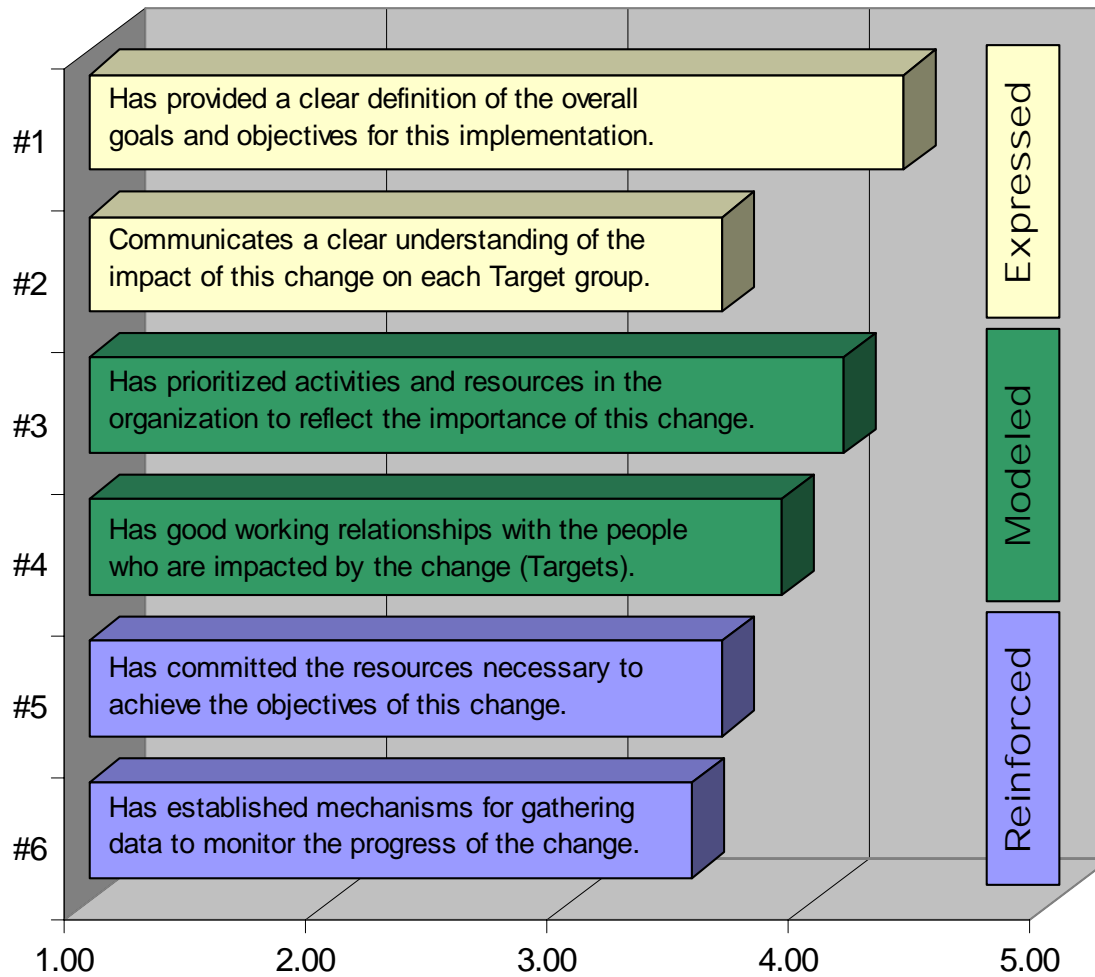 #1
Has provided a clear definition of the overall
goals and objectives for this implementation.
Expressed
#2
Communicates a clear understanding of the
impact of this change on each Target group.
#3
Has prioritized activities and resources in the
organization to reflect the importance of this change.
Modeled
#4
Has good working relationships with the people
who are impacted by the change (Targets).
#5
Has committed the resources necessary to
achieve the objectives of this change.
Reinforced
#6
Has established mechanisms for gathering
data to monitor the progress of the change.
1.00 2.00 3.00 4.00 5.00